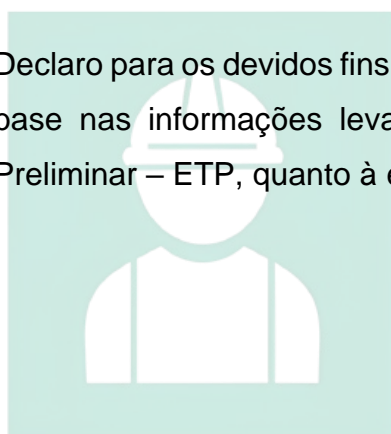 Declaro para os devidos fins
base nas informações leva
Preliminar – ETP, quanto à e